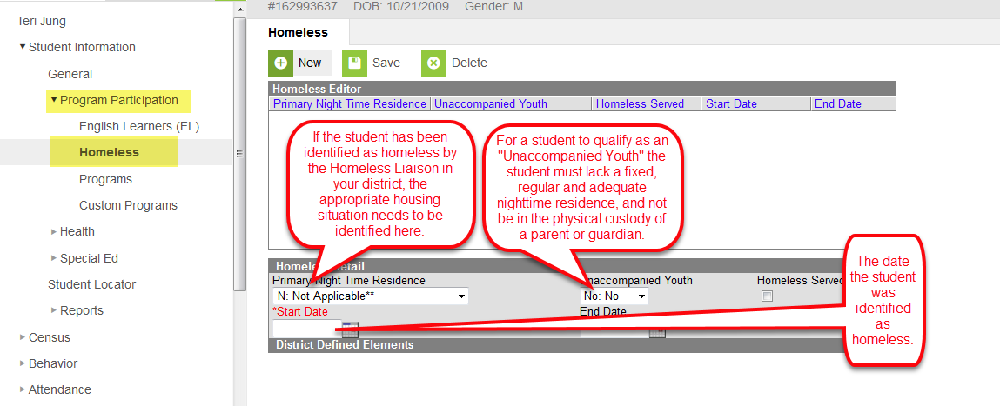 #162993637 DOB: 10/21/2009 Gender: M
Teri Jung
Student Information
General
Program Participation
English Learners (EL)
Homeless
Programs
Custom Programs
Health
Special Ed
Student Locator
Reports
Census
Behavior
Attendance
Homeless
New Save Delete
Homeless Editor
Primary Night Time Residence Unaccompanied Youth Homeless Served Start Date End Date
If the student has been
identified as homeless by
the Homeless Liaison in
your district, the
appropriate housing
situation needs to be
identified here.
For a student to qualify as an
"Unaccompanied Youth" the
student must lack a fixed,
regular and adequate
nighttime residence, and not
be in the physical custody of
a parent or guardian.
The date
the student
was
identified
as
homeless.
Homeless Detail
Primary Night Time Residence Unaccompanied Youth Homeless Served
N: Not Applicable** No: No
*Start Date End Date
District Defined Elements